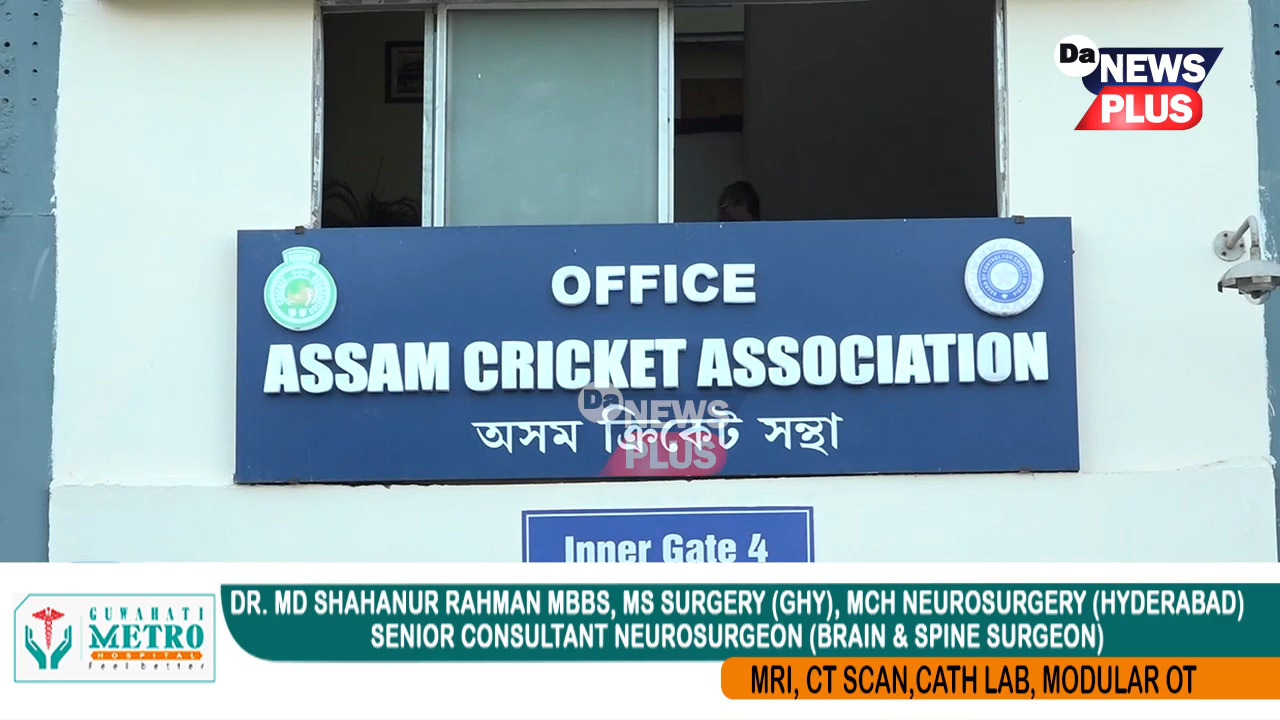 Da
NEWS
PLUS
ASSAM
OFFICE
ASSAM CRICKET ASSOCIATION
Da
NEWS
অসম ক্রিকেট সন্থা
PLUS
Inner Gate 4
GUWAHATI
METRO
HOSPITAL
Feel better
DR. MD SHAHANUR RAHMAN MBBS, MS SURGERY (GHY), MCH NEUROSURGERY (HYDERABAD)
SENIOR CONSULTANT NEUROSURGEON (BRAIN & SPINE SURGEON)
MRI, CT SCAN,CATH LAB, MODULAR OT